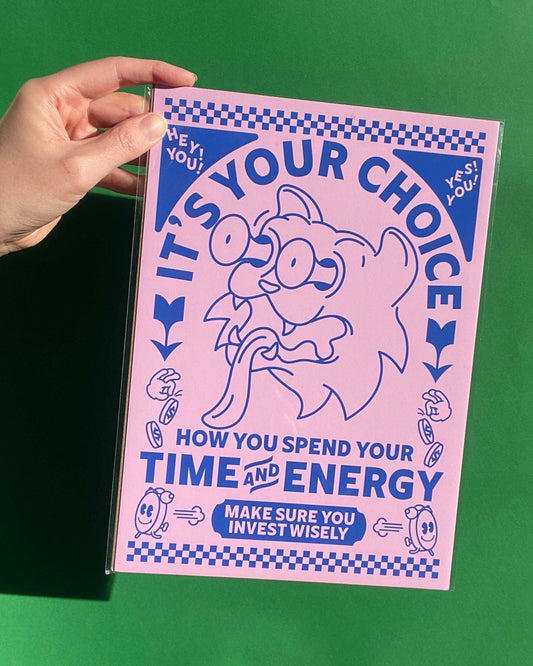 HEY!
YOU!
YES!
YOU!
IT'S YOUR CHOICE
HOW YOU SPEND YOUR
TIME AND ENERGY
MAKE SURE YOU
INVEST WISELY